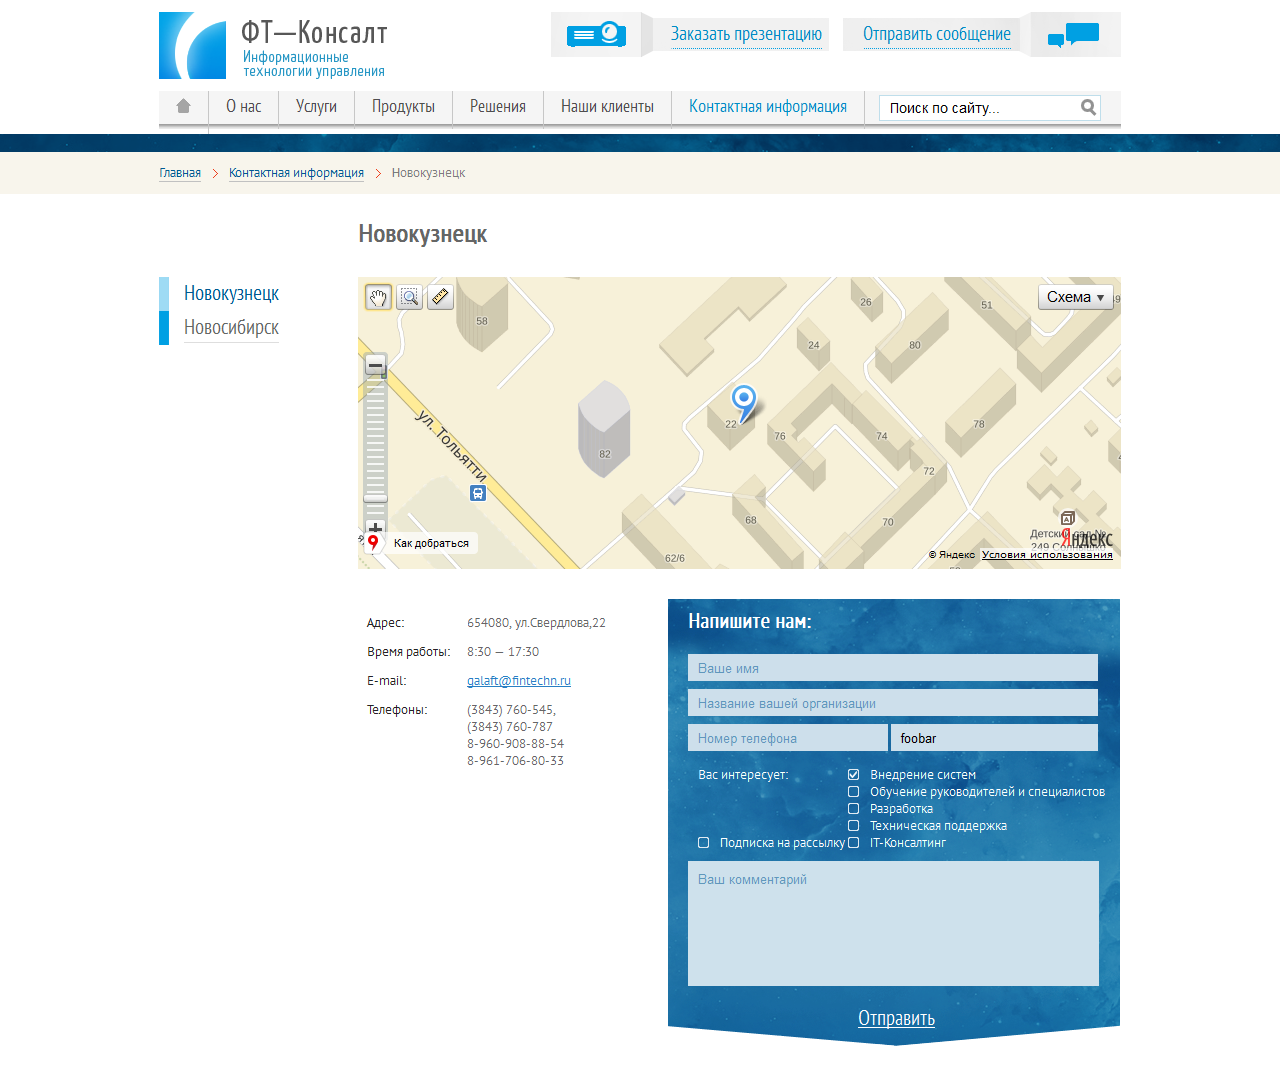 ФТ—Консалт
Информационные
технологии управления
Заказать презентацию
Отправить сообщение
О нас
Услуги
Продукты
Решения
Наши клиенты
Контактная информация
Поиск по сайту...
Главная
Контактная информация
Новокузнецк
Новокузнецк
Новокузнецк
Новосибирск
Схема
58
26
51
49
24
80
ул. Тольятти
82
22
76
74
78
72
68
70
62/6
Детский сад №
Как добраться
Яндекс
© Яндекс Условия использования
Адрес: 654080, ул.Свердлова,22
Время работы: 8:30 — 17:30
E-mail: galaft@fintechn.ru
Телефоны: (3843) 760-545,
(3843) 760-787
8-960-908-88-54
8-961-706-80-33
Напишите нам:
Ваше имя
Название вашей организации
Номер телефона
foobar
Вас интересует:
Внедрение систем
Обучение руководителей и специалистов
Разработка
Техническая поддержка
Подписка на рассылку
IT-Консалтинг
Ваш комментарий
Отправить